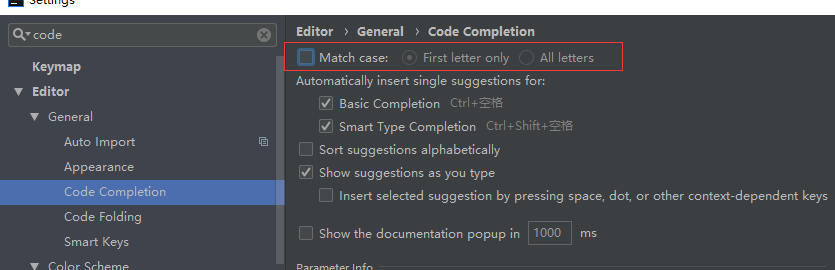 Settings
code
Keymap
Editor
General
Auto Import
Appearance
Code Completion
Code Folding
Smart Keys
Color Scheme
Editor › General › Code Completion
Match case: First letter only All letters
Automatically insert single suggestions for:
Basic Completion Ctrl+空格
Smart Type Completion Ctrl+Shift+空格
Sort suggestions alphabetically
Show suggestions as you type
Insert selected suggestion by pressing space, dot, or other context-dependent keys
Show the documentation popup in 1000 ms
Parameter Info